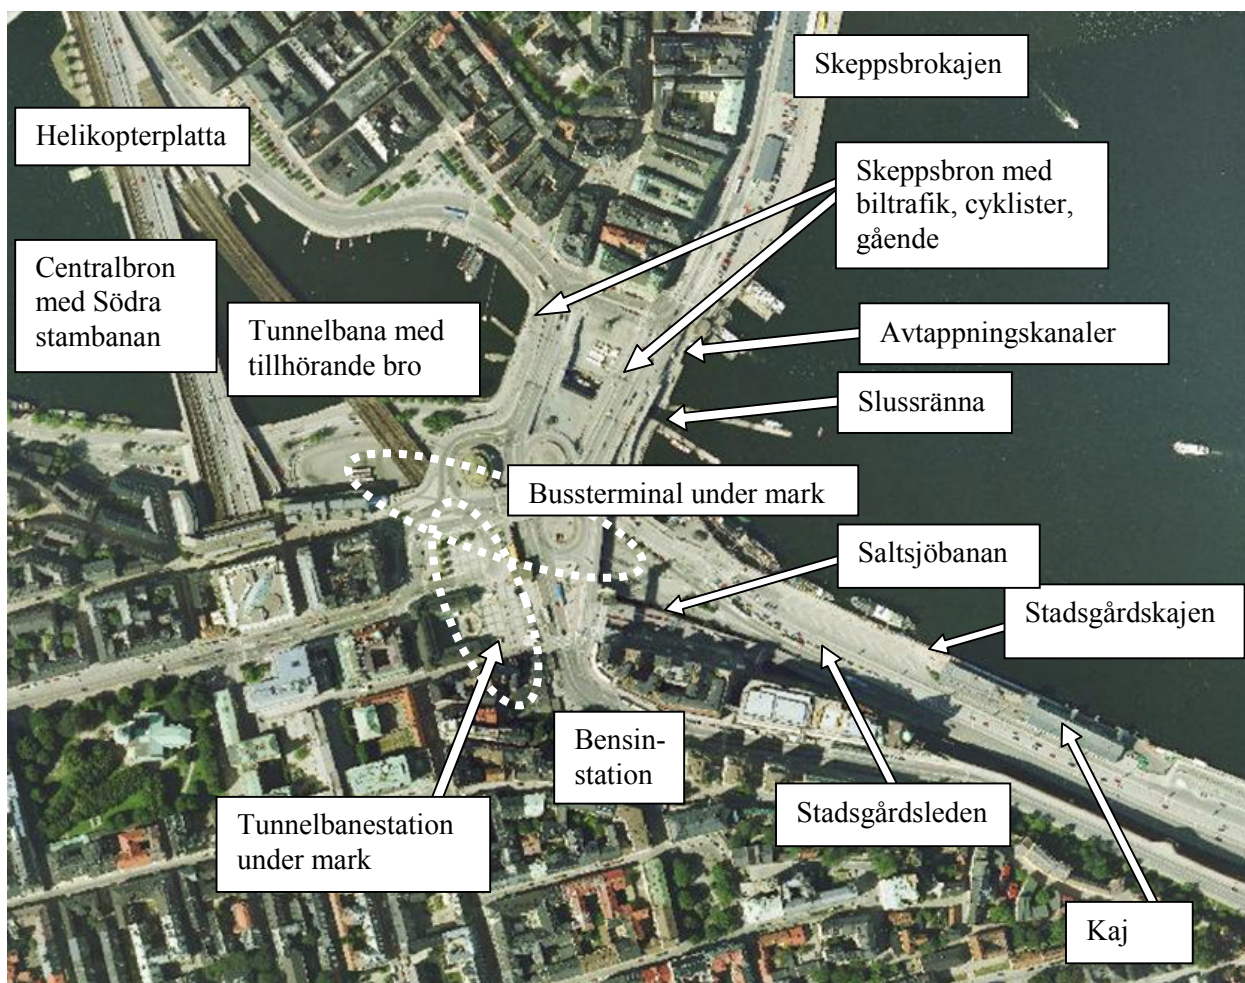 Skeppsbrokajen
Helikopterplatta
Skeppsbron med
biltrafik, cyklister,
gående
Centralbron
med Södra
stambanan
Tunnelbana med
tillhörande bro
Avtappningskanaler
Slussränna
Bussterminal under mark
Saltsjöbanan
Stadsgårdskajen
Bensin-
station
Stadsgårdsleden
Tunnelbanestation
under mark
Kaj